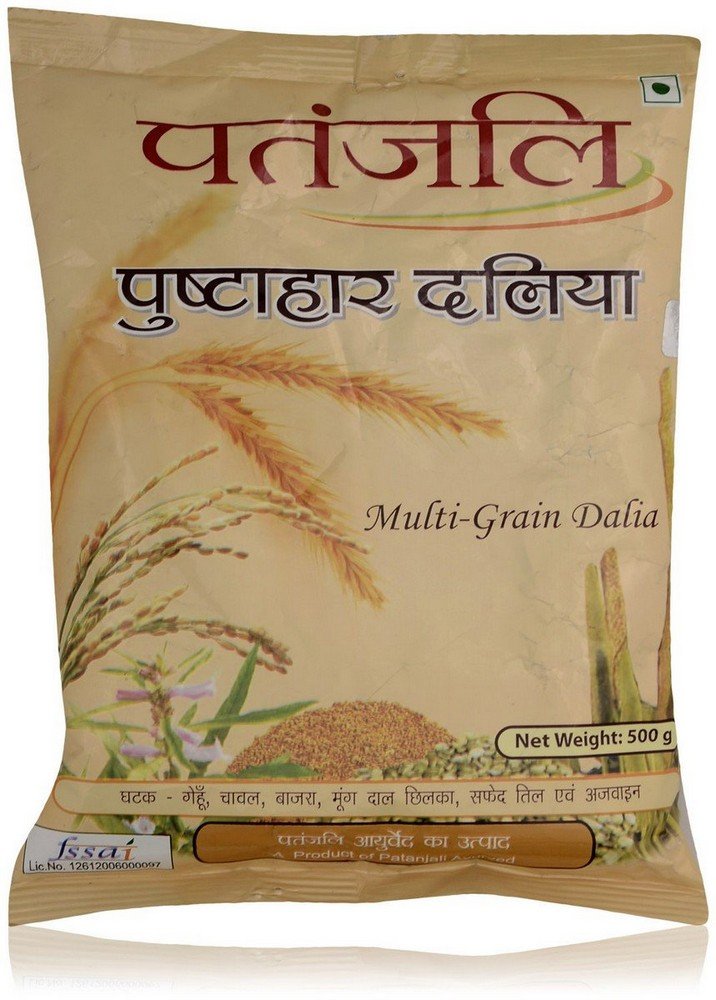 पतंजलि
पुष्टाहार दलिया
Multi-Grain Dalia
Net Weight: 500 g
घटक - गेहूँ, चावल, बाजरा, मूंग दाल छिलका, सफेद तिल एवं अजवाइन
पतंजलि आयुर्वेद का उत्पाद
A Product of Patanjali Ayurved
fssai
Lic.No. 12612006000097